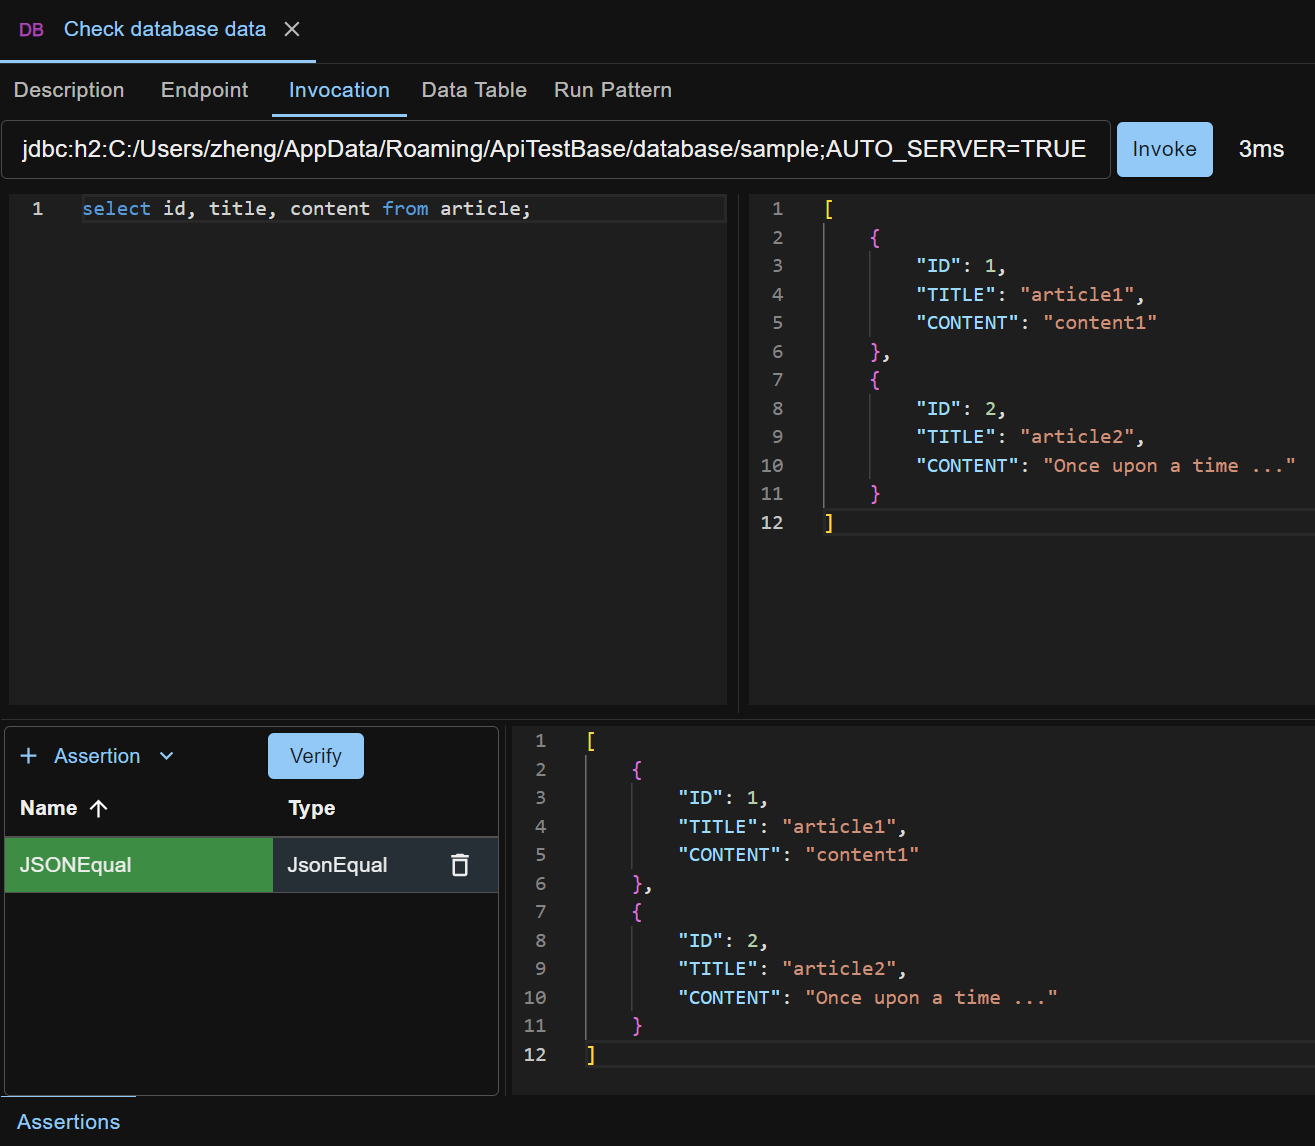 DB Check database data
Description Endpoint Invocation Data Table Run Pattern
jdbc:h2:C:/Users/zheng/AppData/Roaming/ApiTestBase/database/sample;AUTO_SERVER=TRUE Invoke 3ms
1 select id, title, content from article;
1 [
2 {
3 "ID": 1,
4 "TITLE": "article1",
5 "CONTENT": "content1"
6 },
7 {
8 "ID": 2,
9 "TITLE": "article2",
10 "CONTENT": "Once upon a time ..."
11 }
12 ]
+ Assertion Verify
Name ↑ Type
JSONEqual JsonEqual
1 [
2 {
3 "ID": 1,
4 "TITLE": "article1",
5 "CONTENT": "content1"
6 },
7 {
8 "ID": 2,
9 "TITLE": "article2",
10 "CONTENT": "Once upon a time ..."
11 }
12 ]
Assertions